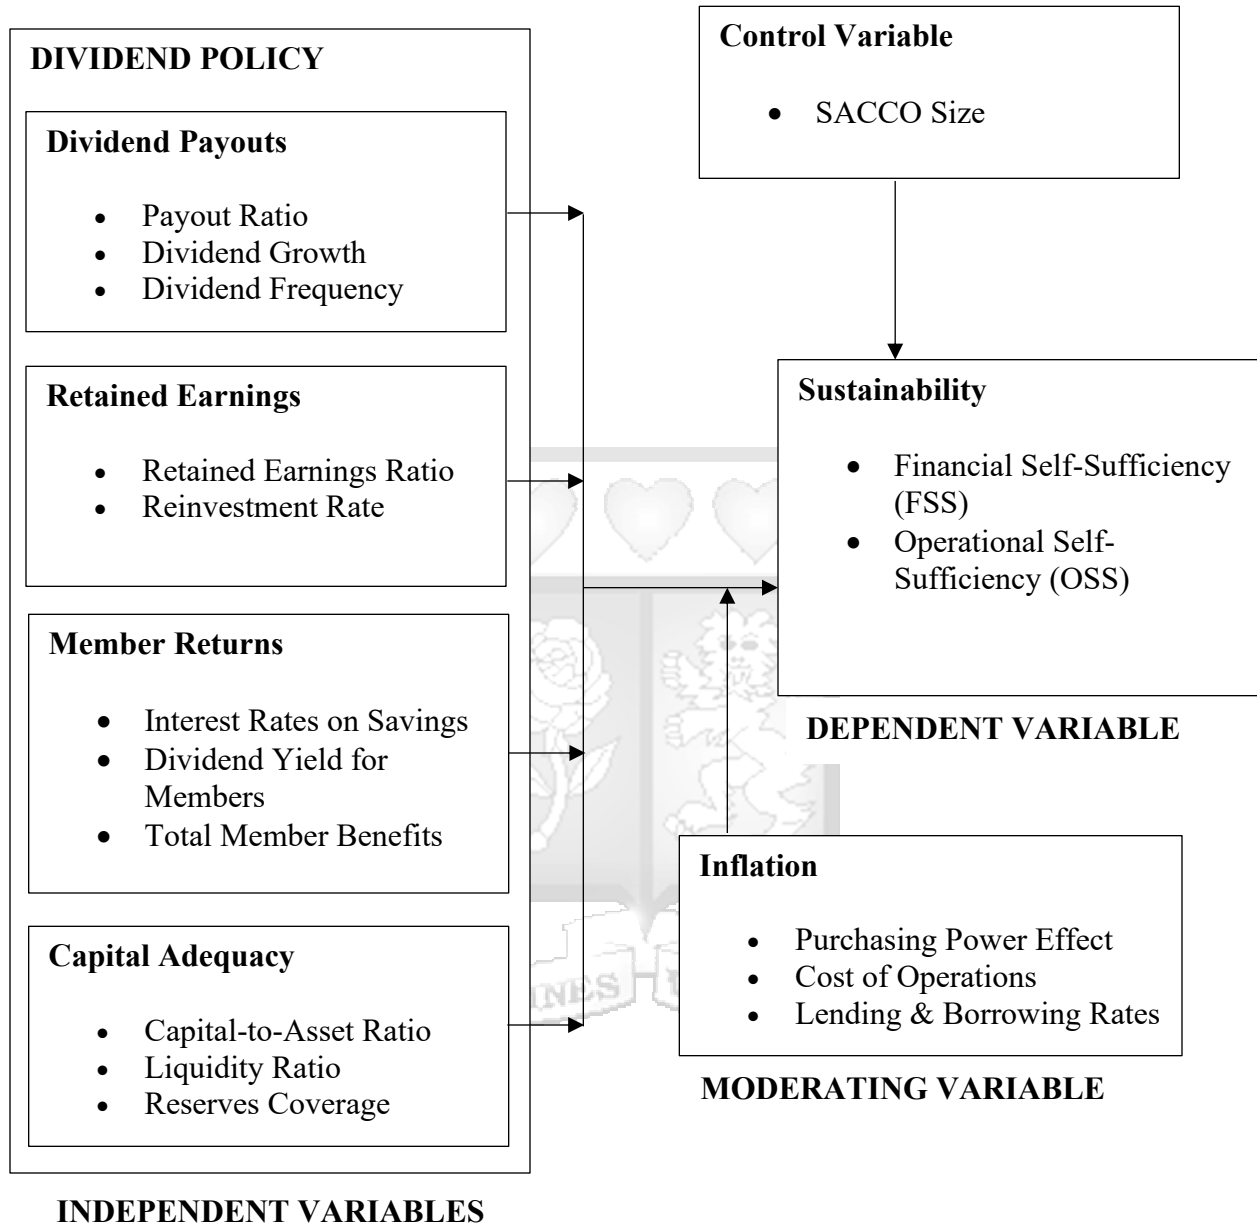 DIVIDEND POLICY
Dividend Payouts
• Payout Ratio
• Dividend Growth
• Dividend Frequency
Retained Earnings
• Retained Earnings Ratio
• Reinvestment Rate
Member Returns
• Interest Rates on Savings
• Dividend Yield for
Members
• Total Member Benefits
Capital Adequacy
• Capital-to-Asset Ratio
• Liquidity Ratio
• Reserves Coverage
INDEPENDENT VARIABLES
Control Variable
• SACCO Size
Sustainability
• Financial Self-Sufficiency
(FSS)
• Operational Self-
Sufficiency (OSS)
DEPENDENT VARIABLE
Inflation
• Purchasing Power Effect
• Cost of Operations
• Lending & Borrowing Rates
MODERATING VARIABLE